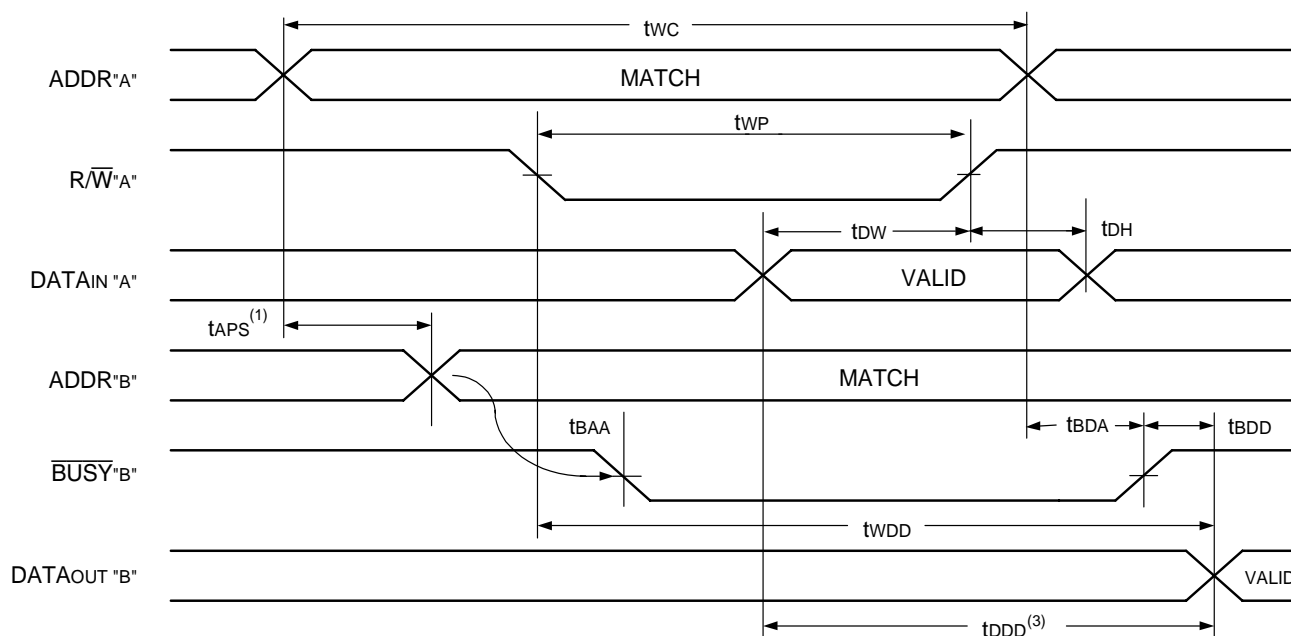 tWC
ADDR"A"
MATCH
tWP
R/W"A"
tDW
tDH
DATAIN "A"
VALID
tAPS(1)
ADDR"B"
MATCH
tBAA
tBDA
tBDD
BUSY"B"
tWDD
DATAOUT "B"
VALID
tDDD(3)